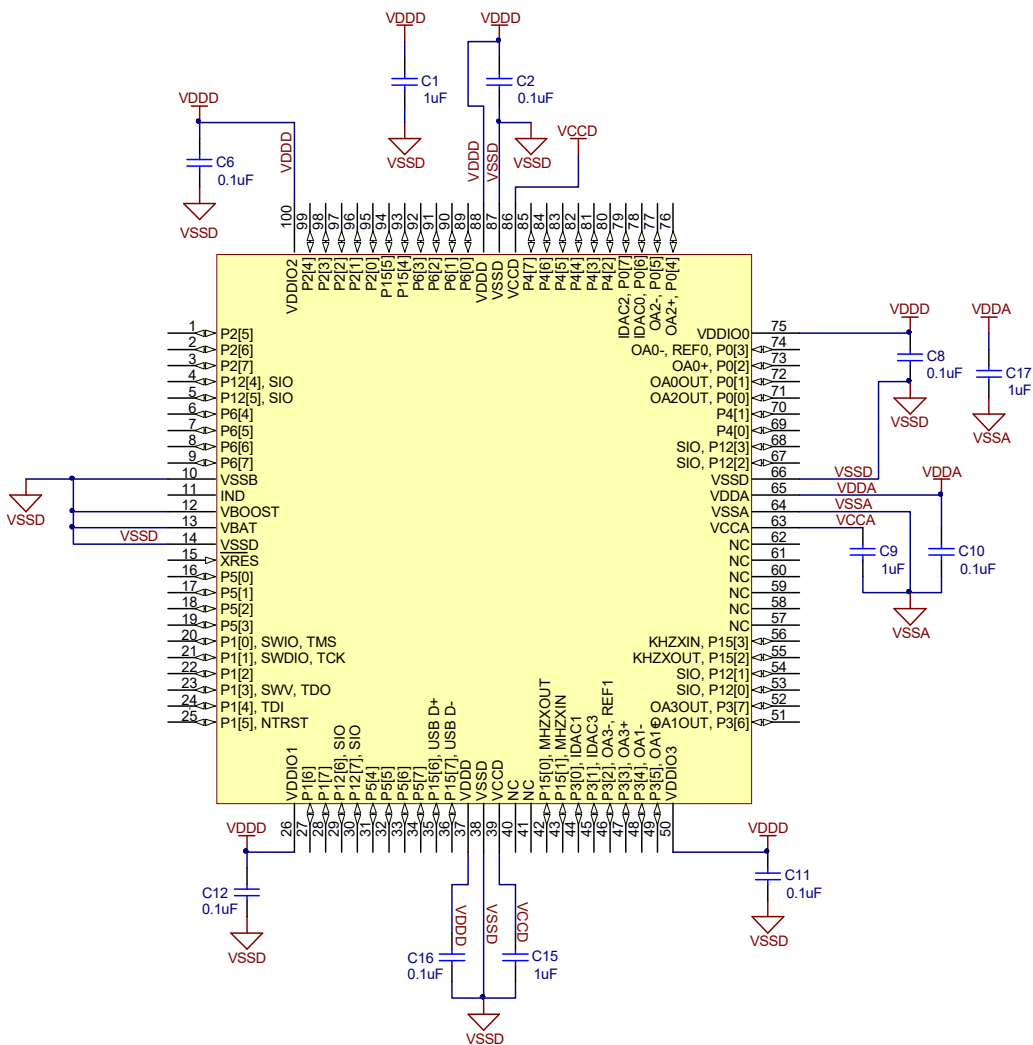 VDDD
VDDD
C1
1uF
C2
0.1uF
VDDD
VCCD
C6
0.1uF
VDDD
VDDD
VSSD
VSSD
VSSD
VSSD
100
99
98
97
96
95
94
93
92
91
90
89
88
87
86
85
84
83
82
81
80
79
78
77
76
VDDIO2
P2[4]
P2[3]
P2[2]
P2[1]
P2[0]
P15[5]
P15[4]
P6[3]
P6[2]
P6[1]
P6[0]
VDDD
VSSD
VCCD
P4[7]
P4[6]
P4[5]
P4[4]
P4[3]
P4[2]
IDAC2, P0[7]
IDAC0, P0[6]
OA2-, P0[5]
OA2+, P0[4]
1 P2[5]
2 P2[6]
3 P2[7]
4 P12[4], SIO
5 P12[5], SIO
6 P6[4]
7 P6[5]
8 P6[6]
9 P6[7]
10 VSSB
11 IND
12 VBOOST
13 VBAT
VSSD 14 VSSD
15 XRES
16 P5[0]
17 P5[1]
18 P5[2]
19 P5[3]
20 P1[0], SWIO, TMS
21 P1[1], SWDIO, TCK
22 P1[2]
23 P1[3], SWV, TDO
24 P1[4], TDI
25 P1[5], NTRST
VSSD
VDDIO0 75
OA0-, REF0, P0[3] 74
OA0+, P0[2] 73
OA0OUT, P0[1] 72
OA2OUT, P0[0] 71
P4[1] 70
P4[0] 69
SIO, P12[3] 68
SIO, P12[2] 67
VSSD 66 VSSD
VDDA 65 VDDA
VSSA 64 VSSA
VCCA 63 VCCA
NC 62
NC 61
NC 60
NC 59
NC 58
NC 57
KHZXIN, P15[3] 56
KHZXOUT, P15[2] 55
SIO, P12[1] 54
SIO, P12[0] 53
OA3OUT, P3[7] 52
OA1OUT, P3[6] 51
VDDD
C8
0.1uF
VSSD
VDDA
C17
1uF
VSSA
VDDA
C9
1uF
C10
0.1uF
VSSA
VDDIO1
P1[6]
P1[7]
P12[6], SIO
P12[7], SIO
P5[4]
P5[5]
P5[6]
P5[7]
P15[6], USB D+
P15[7], USB D-
VDDD
VSSD
VCCD
NC
NC
P15[0], MHZXOUT
P15[1], MHZXIN
P3[0], IDAC1
P3[1], IDAC3
P3[2], OA3-, REF1
P3[3], OA3+
P3[4], OA1-
P3[5], OA1+
VDDIO3
26
27
28
29
30
31
32
33
34
35
36
37
38
39
40
41
42
43
44
45
46
47
48
49
50
VDDD
C12
0.1uF
VSSD
VDDD
VSSD
VCCD
C16
0.1uF
C15
1uF
VSSD
VDDD
C11
0.1uF
VSSD